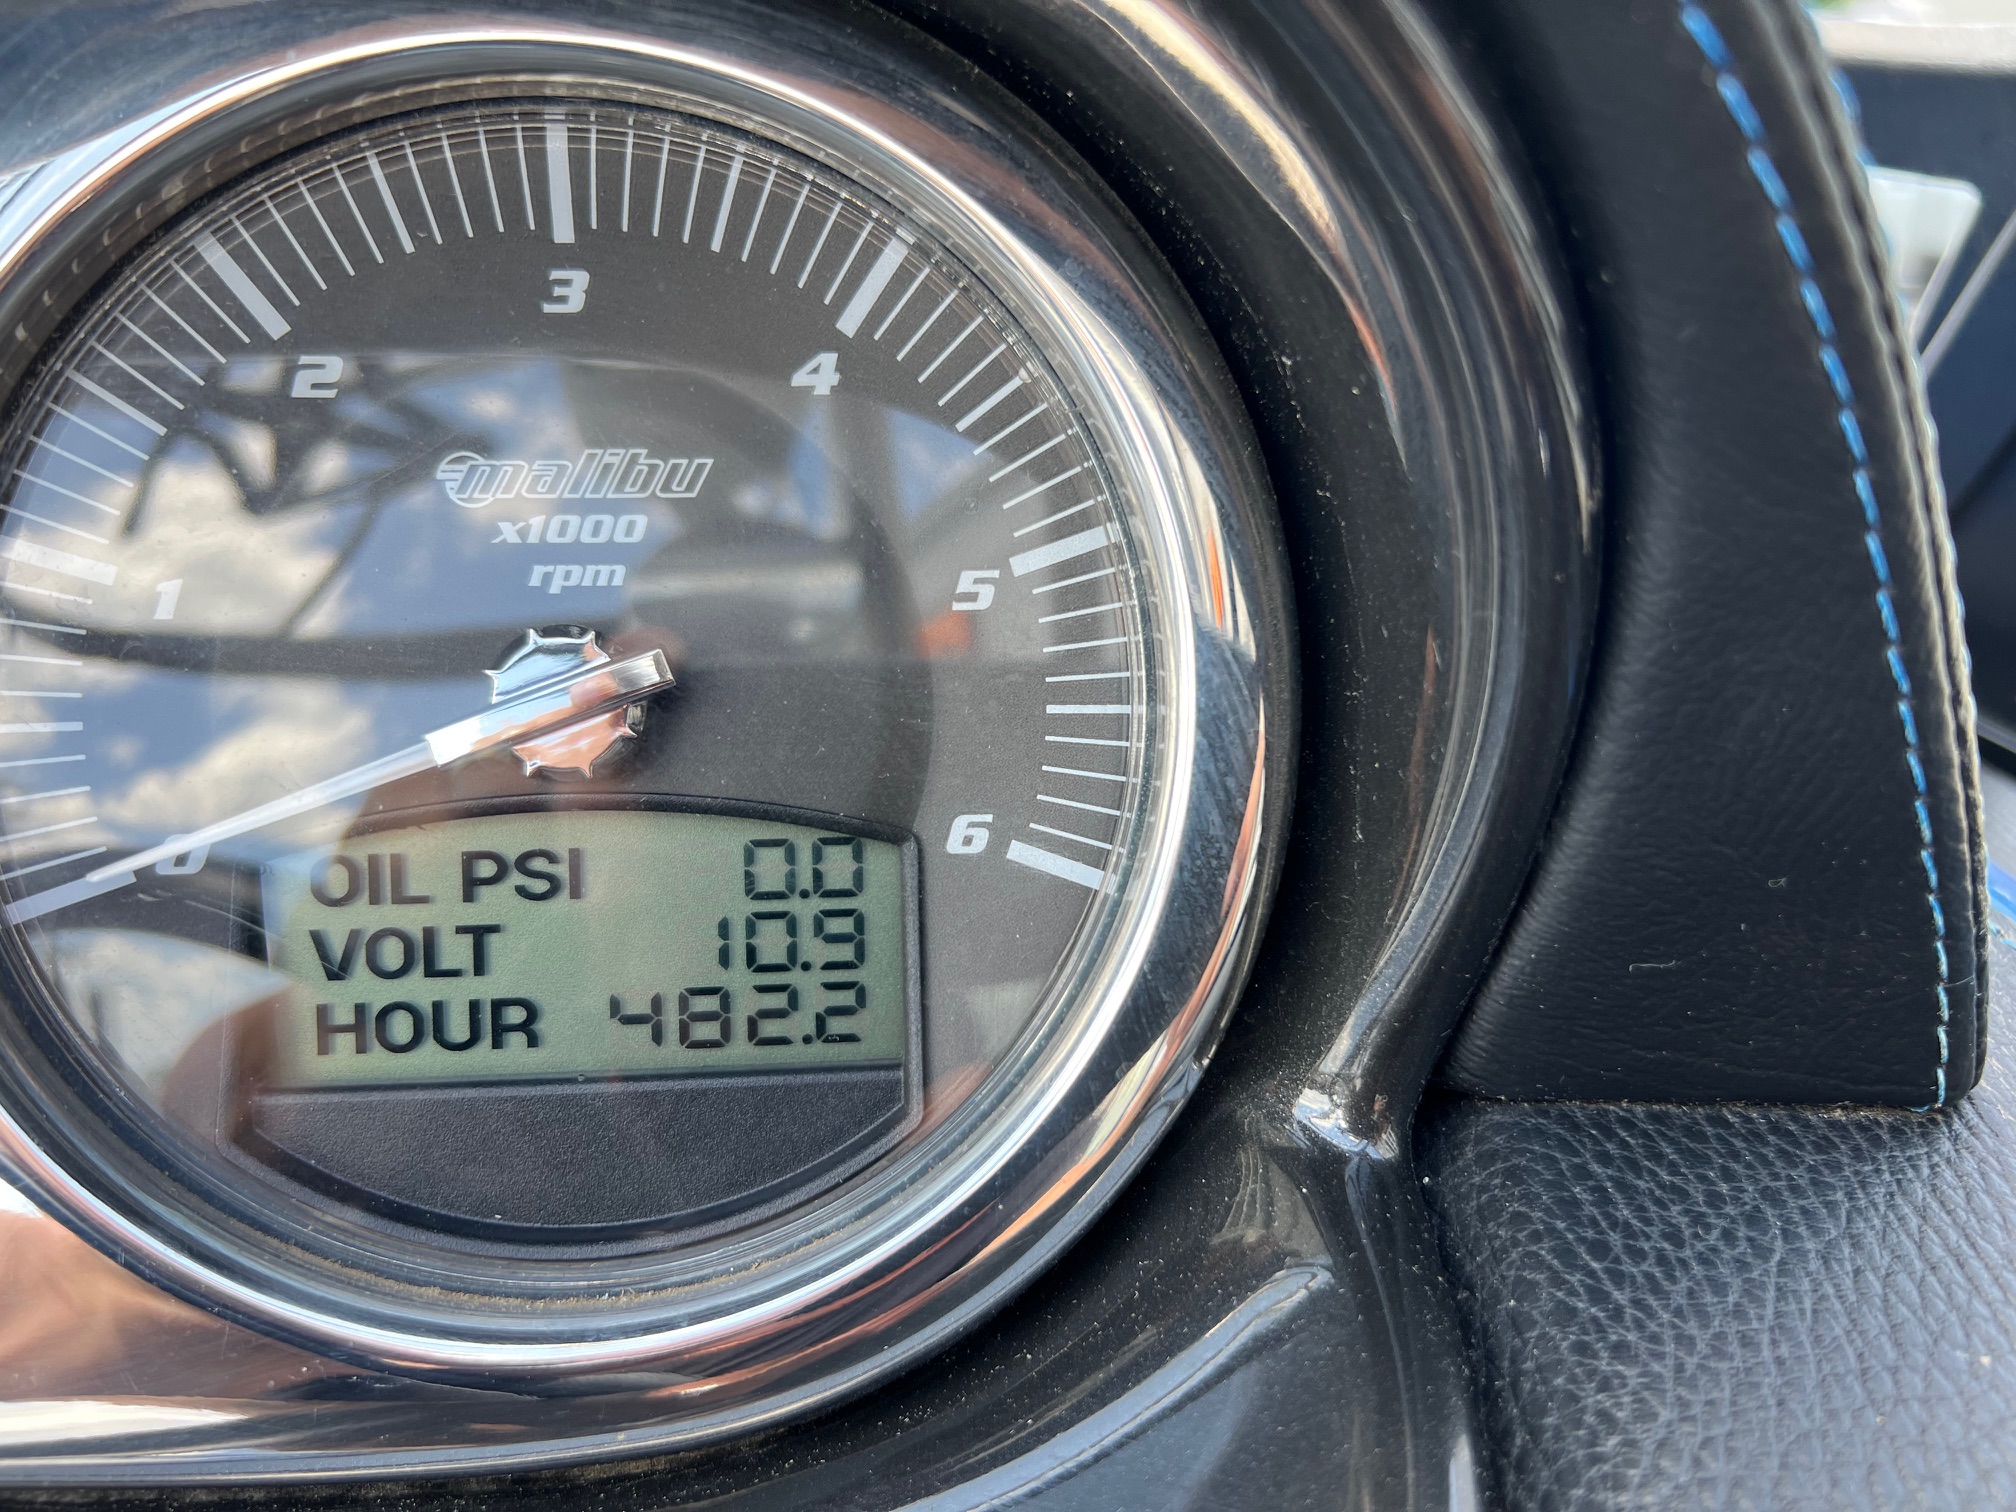 3
2 4
malibu
x1000
rpm
1 5
0 6
OIL PSI 0.0
VOLT 10.9
HOUR 482.2